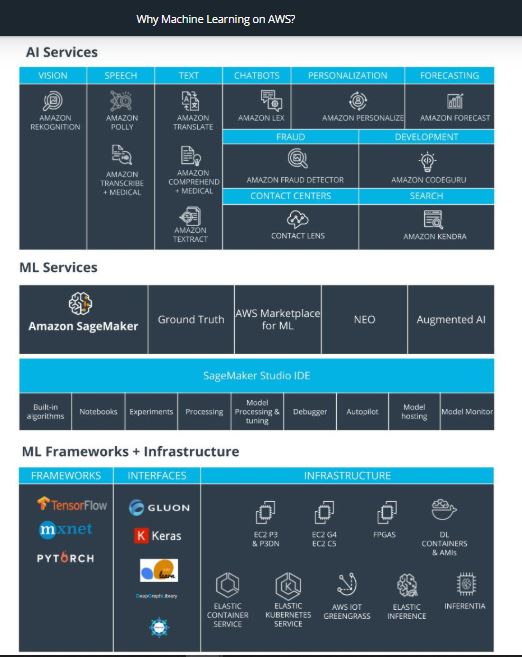 Why Machine Learning on AWS?
AI Services
VISION
SPEECH
TEXT
CHATBOTS
PERSONALIZATION
FORECASTING
AMAZON
REKOGNITION
AMAZON
POLLY
AMAZON
TRANSLATE
AMAZON LEX
AMAZON PERSONALIZE
AMAZON FORECAST
FRAUD
DEVELOPMENT
AMAZON
TRANSCRIBE
+ MEDICAL
AMAZON
COMPREHEND
+ MEDICAL
AMAZON FRAUD DETECTOR
AMAZON CODEGURU
CONTACT CENTERS
SEARCH
AMAZON
TEXTRACT
CONTACT LENS
AMAZON KENDRA
ML Services
Amazon SageMaker
Ground Truth
AWS Marketplace
for ML
NEO
Augmented AI
SageMaker Studio IDE
Built-in
algorithms
Notebooks
Experiments
Processing
Model
Processing &
tuning
Debugger
Autopilot
Model
hosting
Model Monitor
ML Frameworks + Infrastructure
FRAMEWORKS
INTERFACES
INFRASTRUCTURE
TensorFlow
mxnet
PYTORCH
GLUON
K Keras
learn
DeepGraphLibrary
EC2 P3
& P3DN
EC2 G4
EC2 C5
FPGAS
DL
CONTAINERS
& AMIs
ELASTIC
CONTAINER
SERVICE
ELASTIC
KUBERNETES
SERVICE
AWS IOT
GREENGRASS
ELASTIC
INFERENCE
INFERENTIA